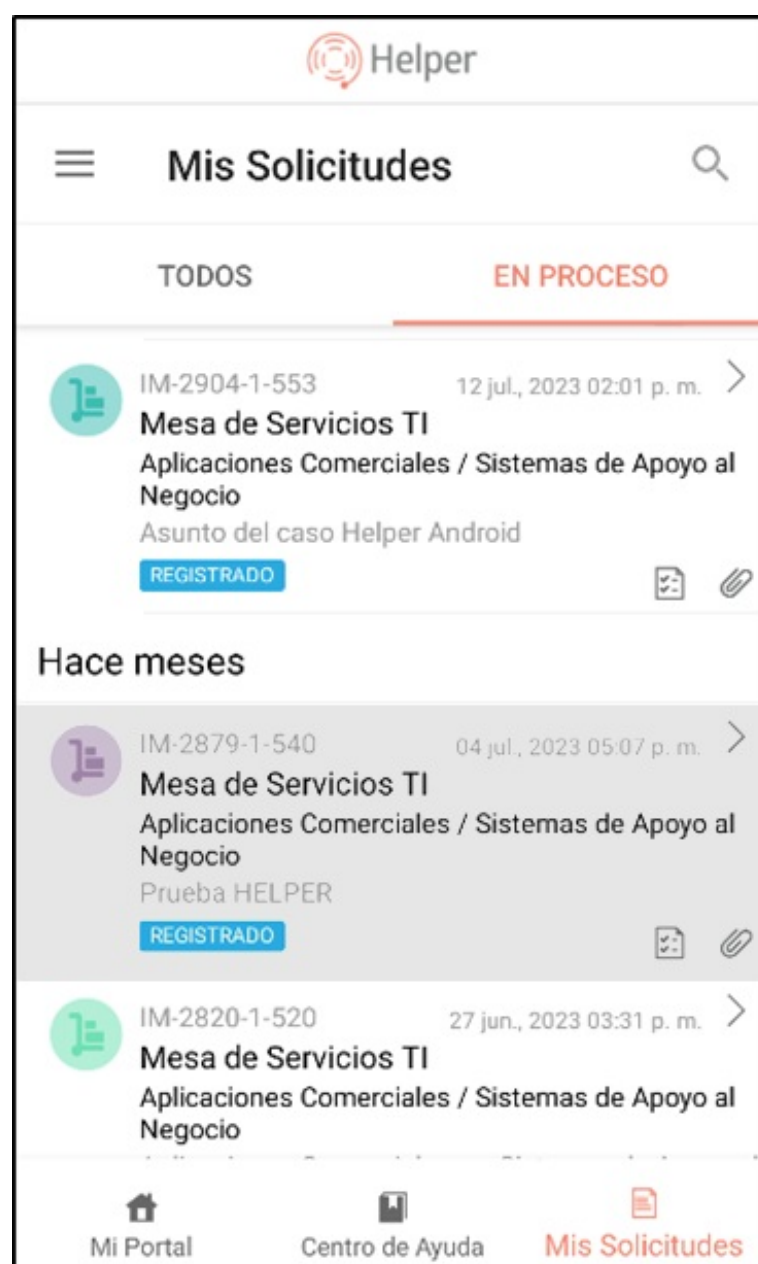 Helper
Mis Solicitudes
TODOS
EN PROCESO
IM-2904-1-553
12 jul., 2023 02:01 p. m.
Mesa de Servicios TI
Aplicaciones Comerciales / Sistemas de Apoyo al
Negocio
Asunto del caso Helper Android
REGISTRADO
Hace meses
IM-2879-1-540
04 jul., 2023 05:07 p. m.
Mesa de Servicios TI
Aplicaciones Comerciales / Sistemas de Apoyo al
Negocio
Prueba HELPER
REGISTRADO
IM-2820-1-520
27 jun., 2023 03:31 p. m.
Mesa de Servicios TI
Aplicaciones Comerciales / Sistemas de Apoyo al
Negocio
Mi Portal
Centro de Ayuda
Mis Solicitudes